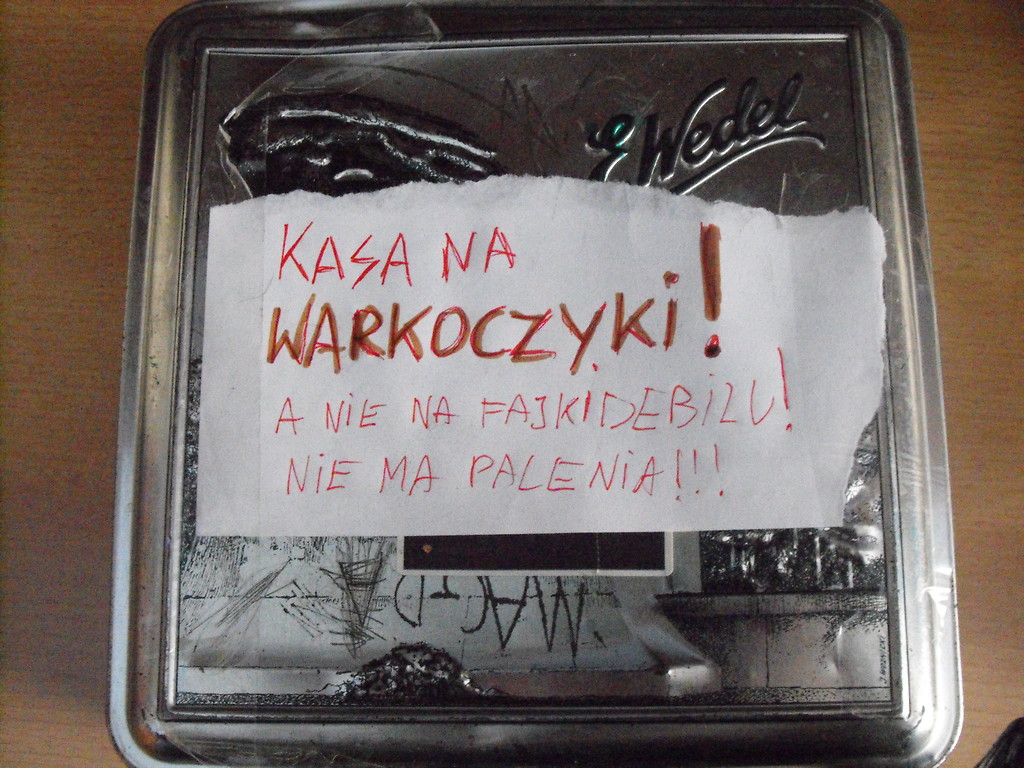 E. Wedel
KASA NA
WARKOCZYKI!
A NIE NA FAJKI DEBILU!
NIE MA PALENIA!!!